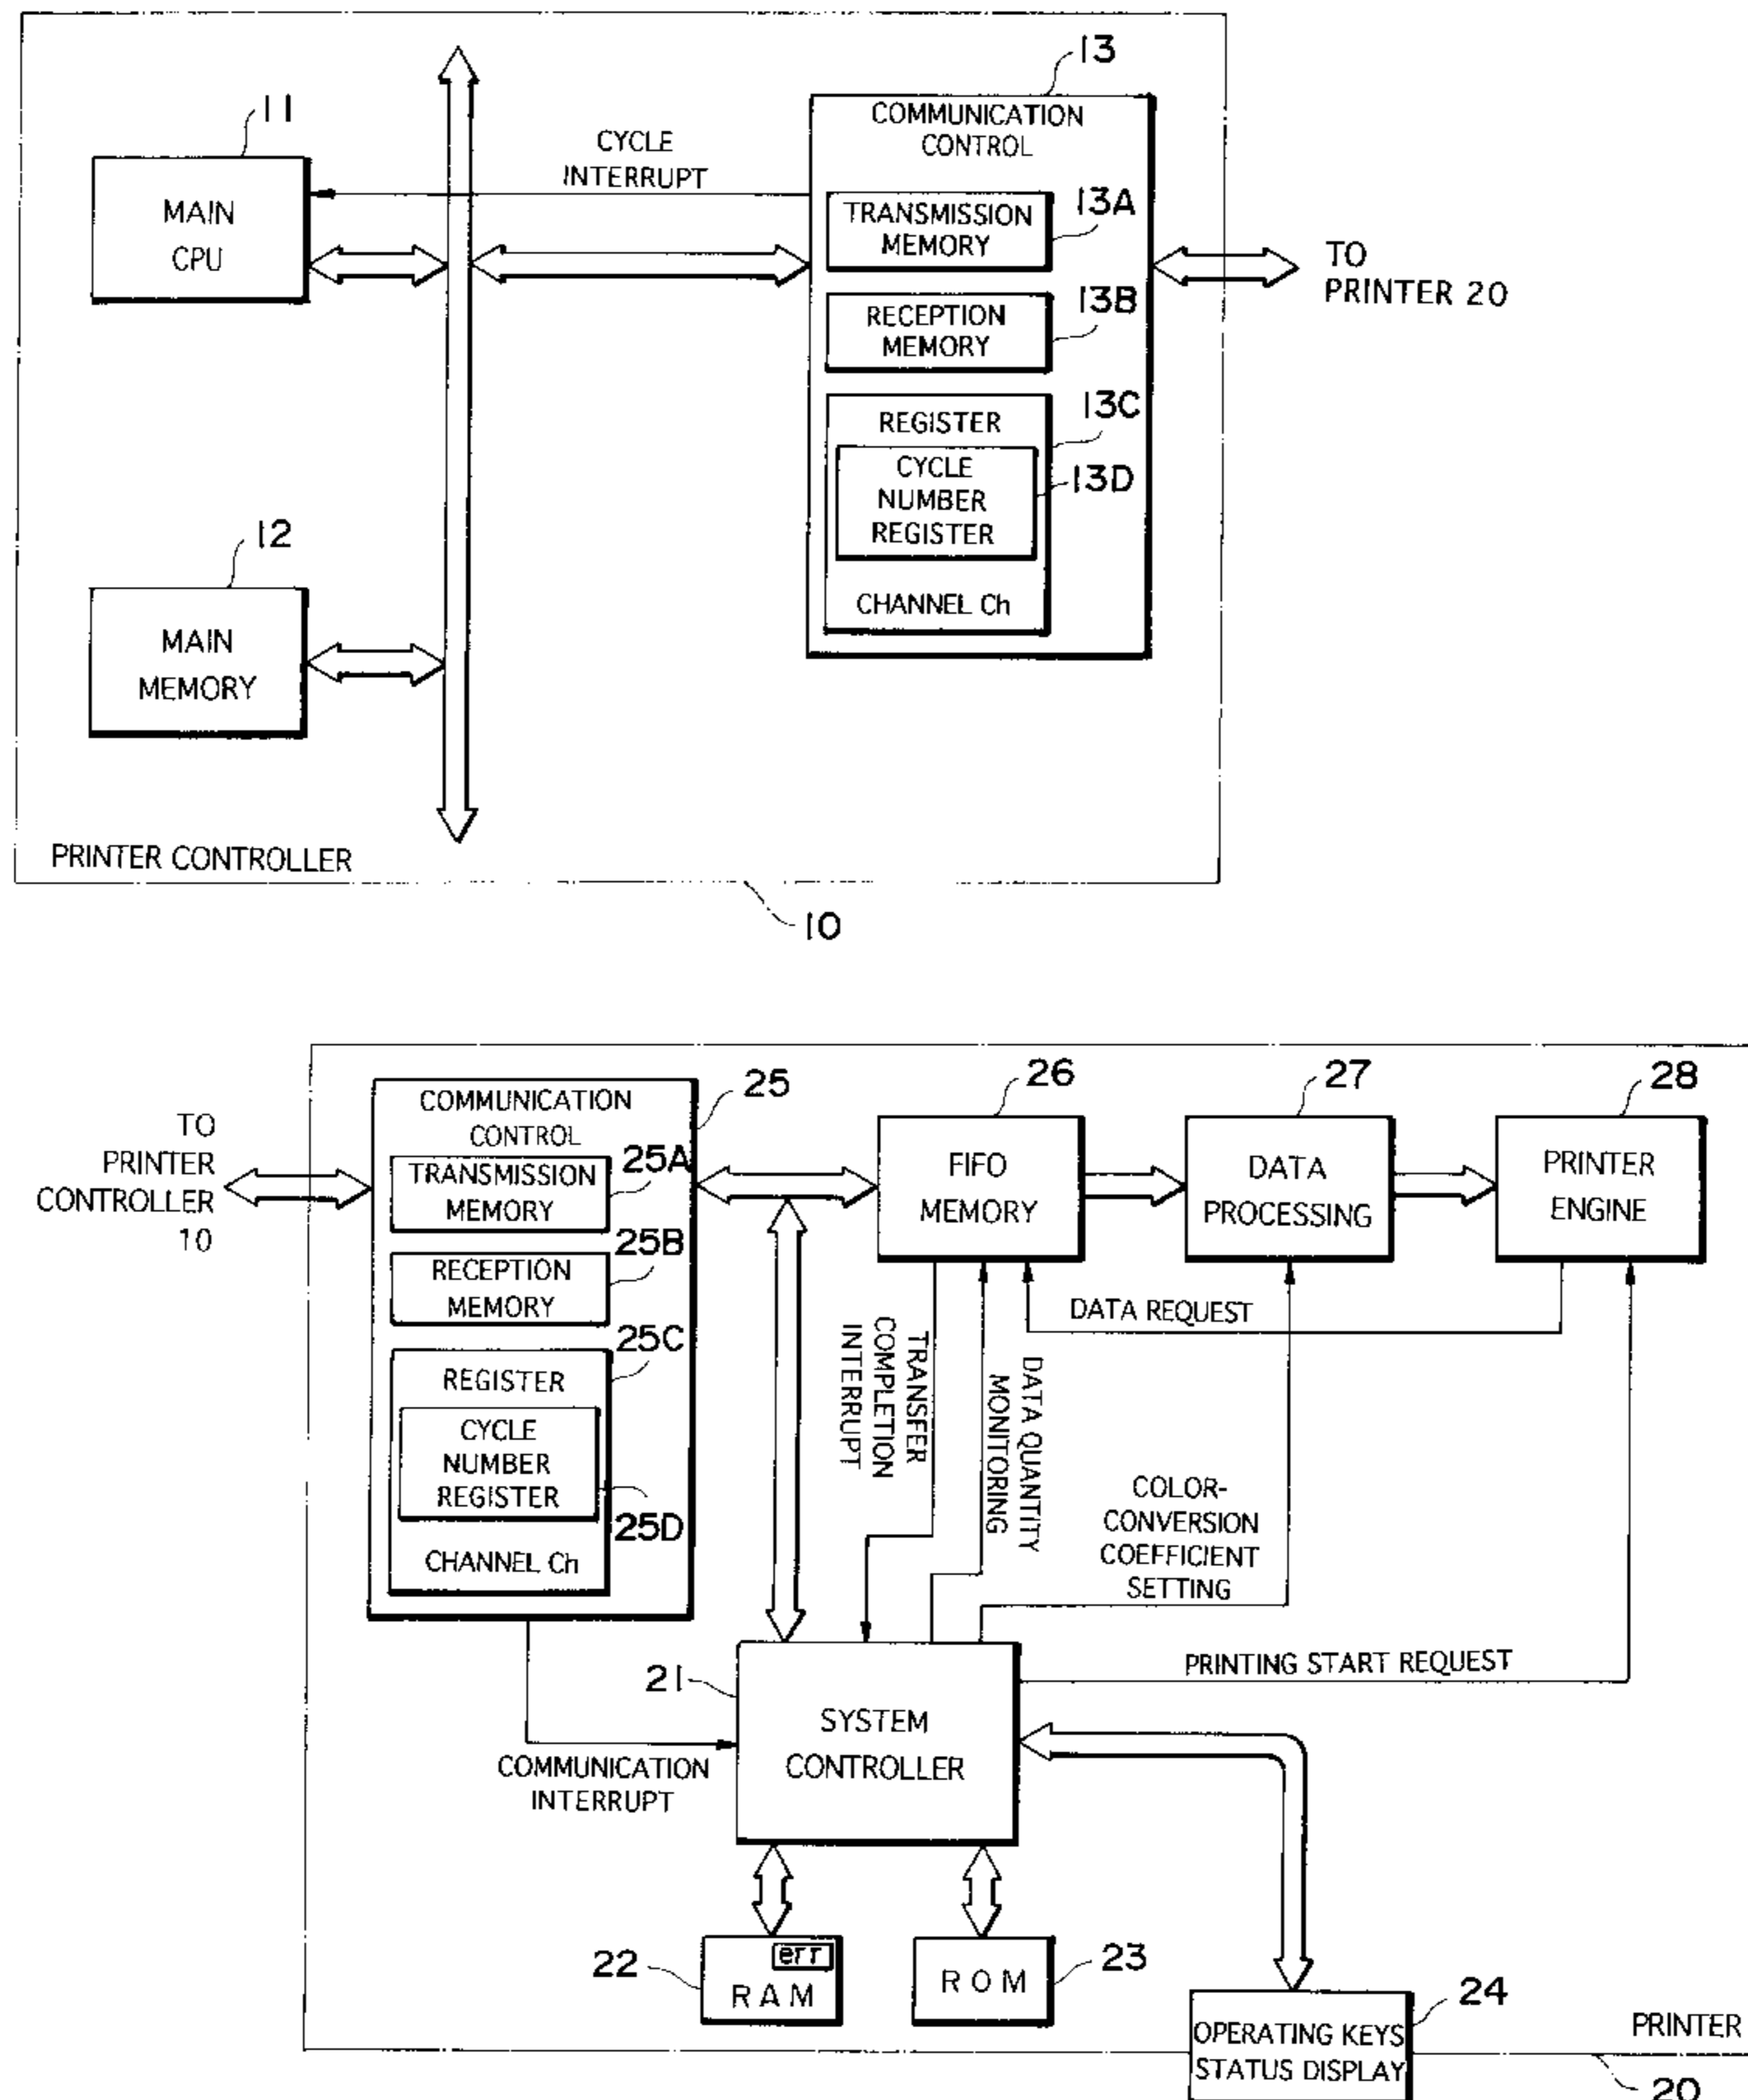 13
COMMUNICATION
CONTROL
11
CYCLE
INTERRUPT
MAIN
CPU
TRANSMISSION
MEMORY
13A
TO
PRINTER 20
RECEPTION
MEMORY
13B
REGISTER
13C
CYCLE
NUMBER
REGISTER
13D
CHANNEL Ch
12
MAIN
MEMORY
PRINTER CONTROLLER
10
TO
PRINTER
CONTROLLER
10
COMMUNICATION
CONTROL
25
TRANSMISSION
MEMORY
25A
RECEPTION
MEMORY
25B
REGISTER
25C
CYCLE
NUMBER
REGISTER
25D
CHANNEL Ch
26
FIFO
MEMORY
27
DATA
PROCESSING
28
PRINTER
ENGINE
DATA REQUEST
TRANSFER
COMPLETION
INTERRUPT
DATA QUANTITY
MONITORING
COLOR-
CONVERSION
COEFFICIENT
SETTING
PRINTING START REQUEST
21
SYSTEM
CONTROLLER
COMMUNICATION
INTERRUPT
22
err
RAM
ROM
23
24
OPERATING KEYS
STATUS DISPLAY
PRINTER
20